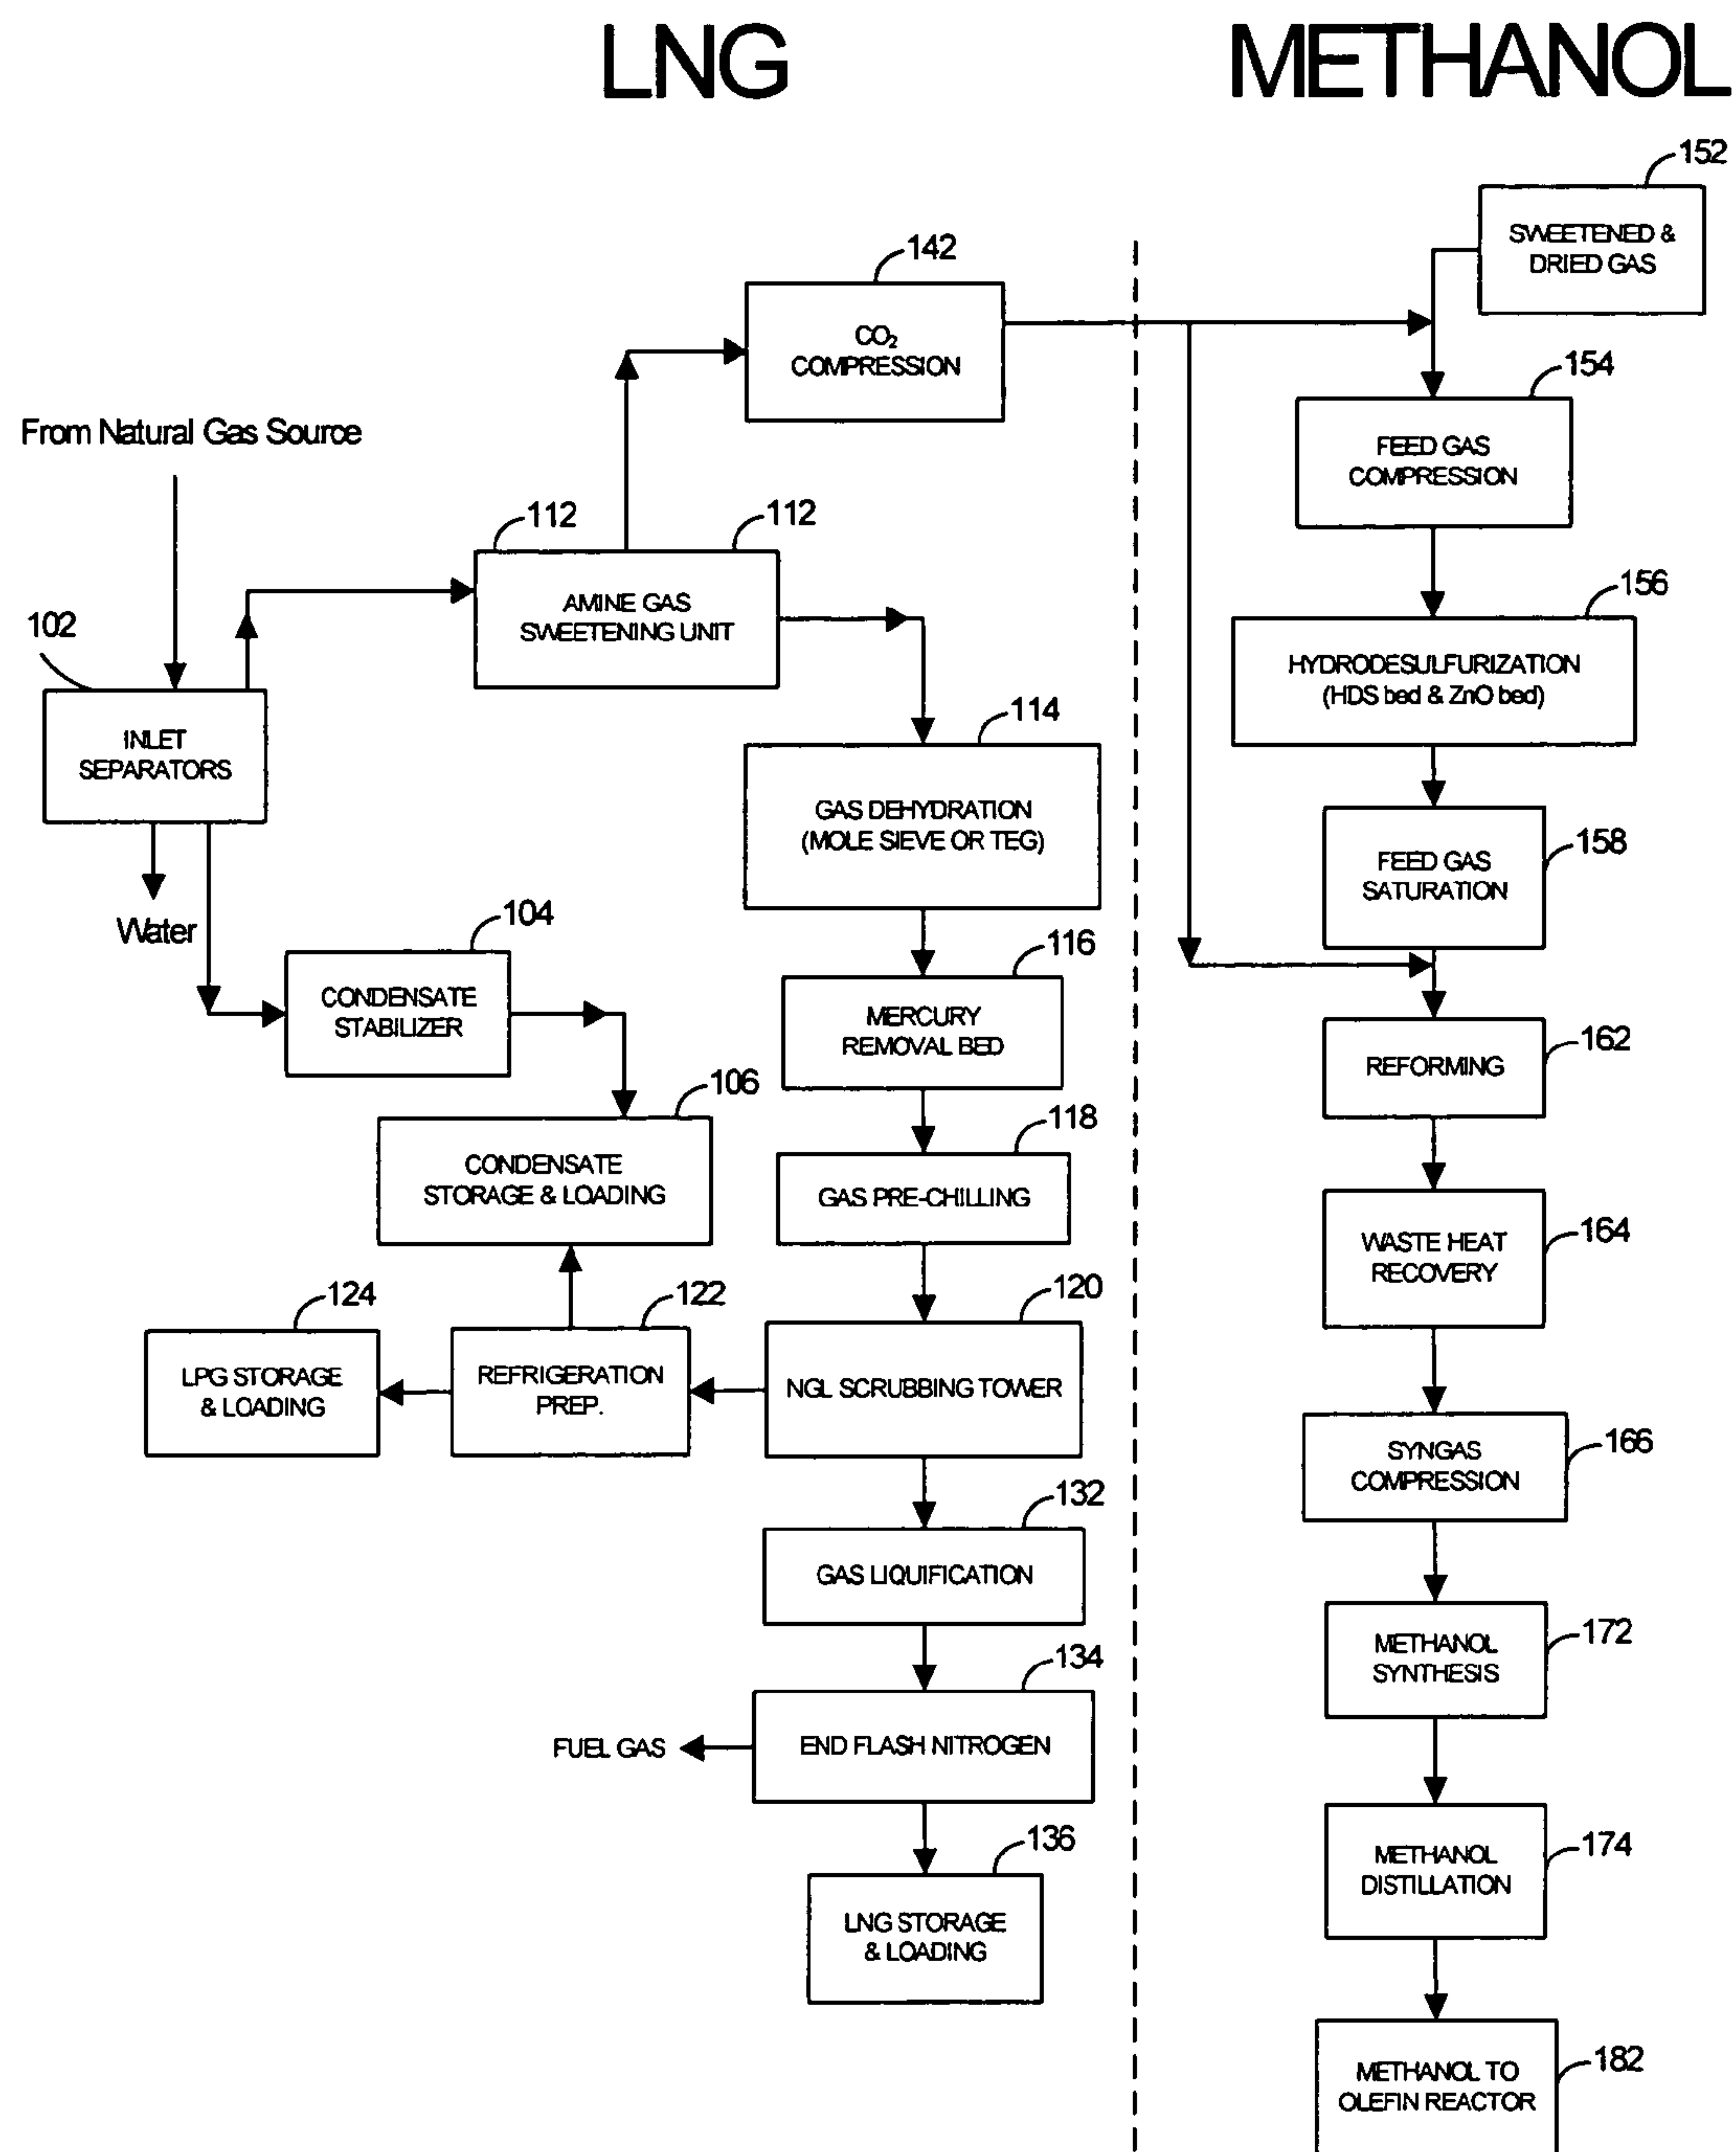 LNG
METHANOL
152
SWEETENED &
DRIED GAS
142
CO₂
COMPRESSION
154
FEED GAS
COMPRESSION
From Natural Gas Source
112
112
AMINE GAS
SWEETENING UNIT
156
HYDRODESULFURIZATION
(HDS bed & ZnO bed)
102
INLET
SEPARATORS
114
GAS DEHYDRATION
(MOLE SIEVE OR TEG)
158
FEED GAS
SATURATION
Water
104
CONDENSATE
STABILIZER
116
MERCURY
REMOVAL BED
162
REFORMING
106
CONDENSATE
STORAGE & LOADING
118
GAS PRE-CHILLING
164
WASTE HEAT
RECOVERY
124
LPG STORAGE
& LOADING
122
REFRIGERATION
PREP.
120
NGL SCRUBBING TOWER
166
SYNGAS
COMPRESSION
132
GAS LIQUIFICATION
172
METHANOL
SYNTHESIS
134
END FLASH NITROGEN
FUEL GAS
174
METHANOL
DISTILLATION
136
LNG STORAGE
& LOADING
182
METHANOL TO
OLEFIN REACTOR